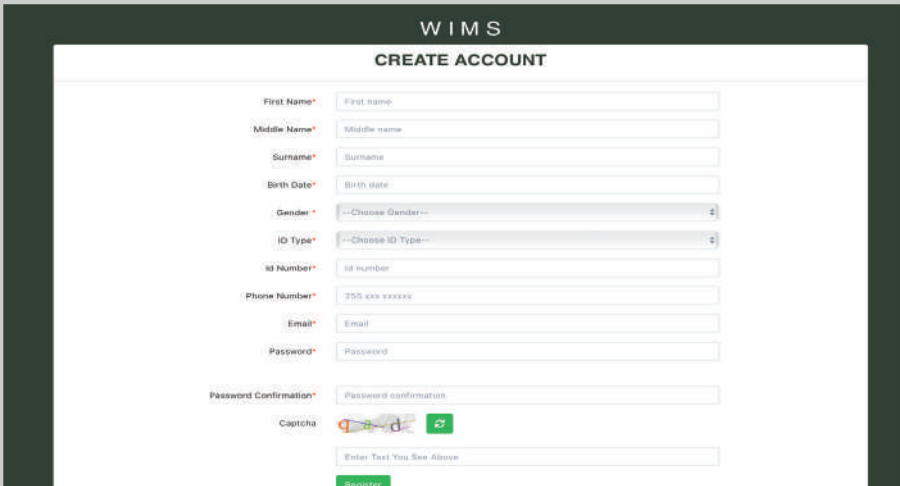 WIMS
CREATE ACCOUNT
First Name* First name
Middle Name* Middle name
Surname* Surname
Birth Date* Birth date
Gender * --Choose Gender--
ID Type* --Choose ID Type--
Id Number* Id number
Phone Number* 255 xxx xxxxxx
Email* Email
Password* Password
Password Confirmation* Password confirmation
Captcha
Enter Text You See Above
Register